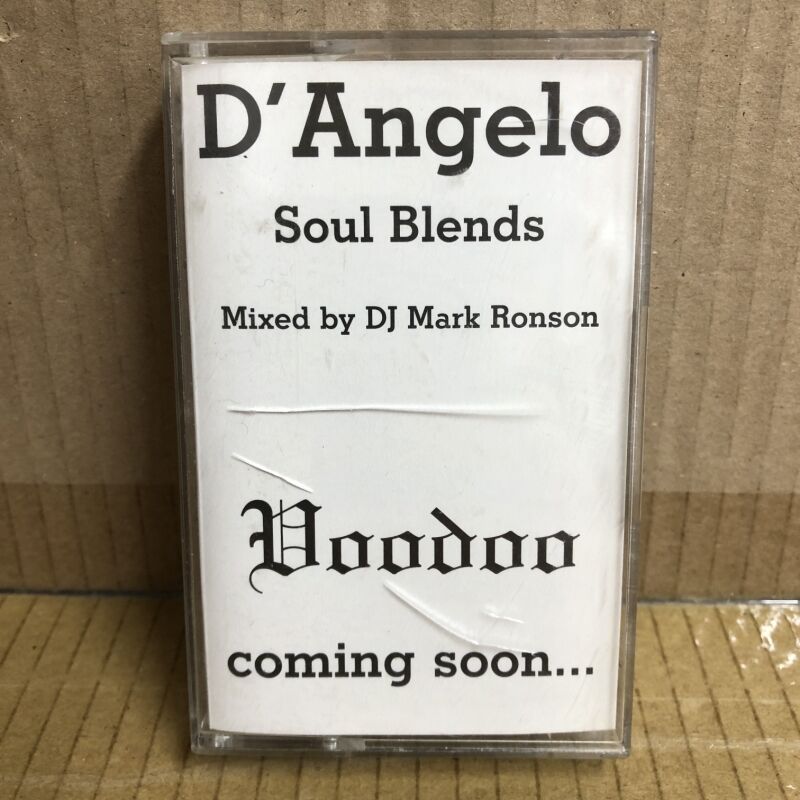 D'Angelo
Soul Blends
Mixed by DJ Mark Ronson
Voodoo
coming soon...